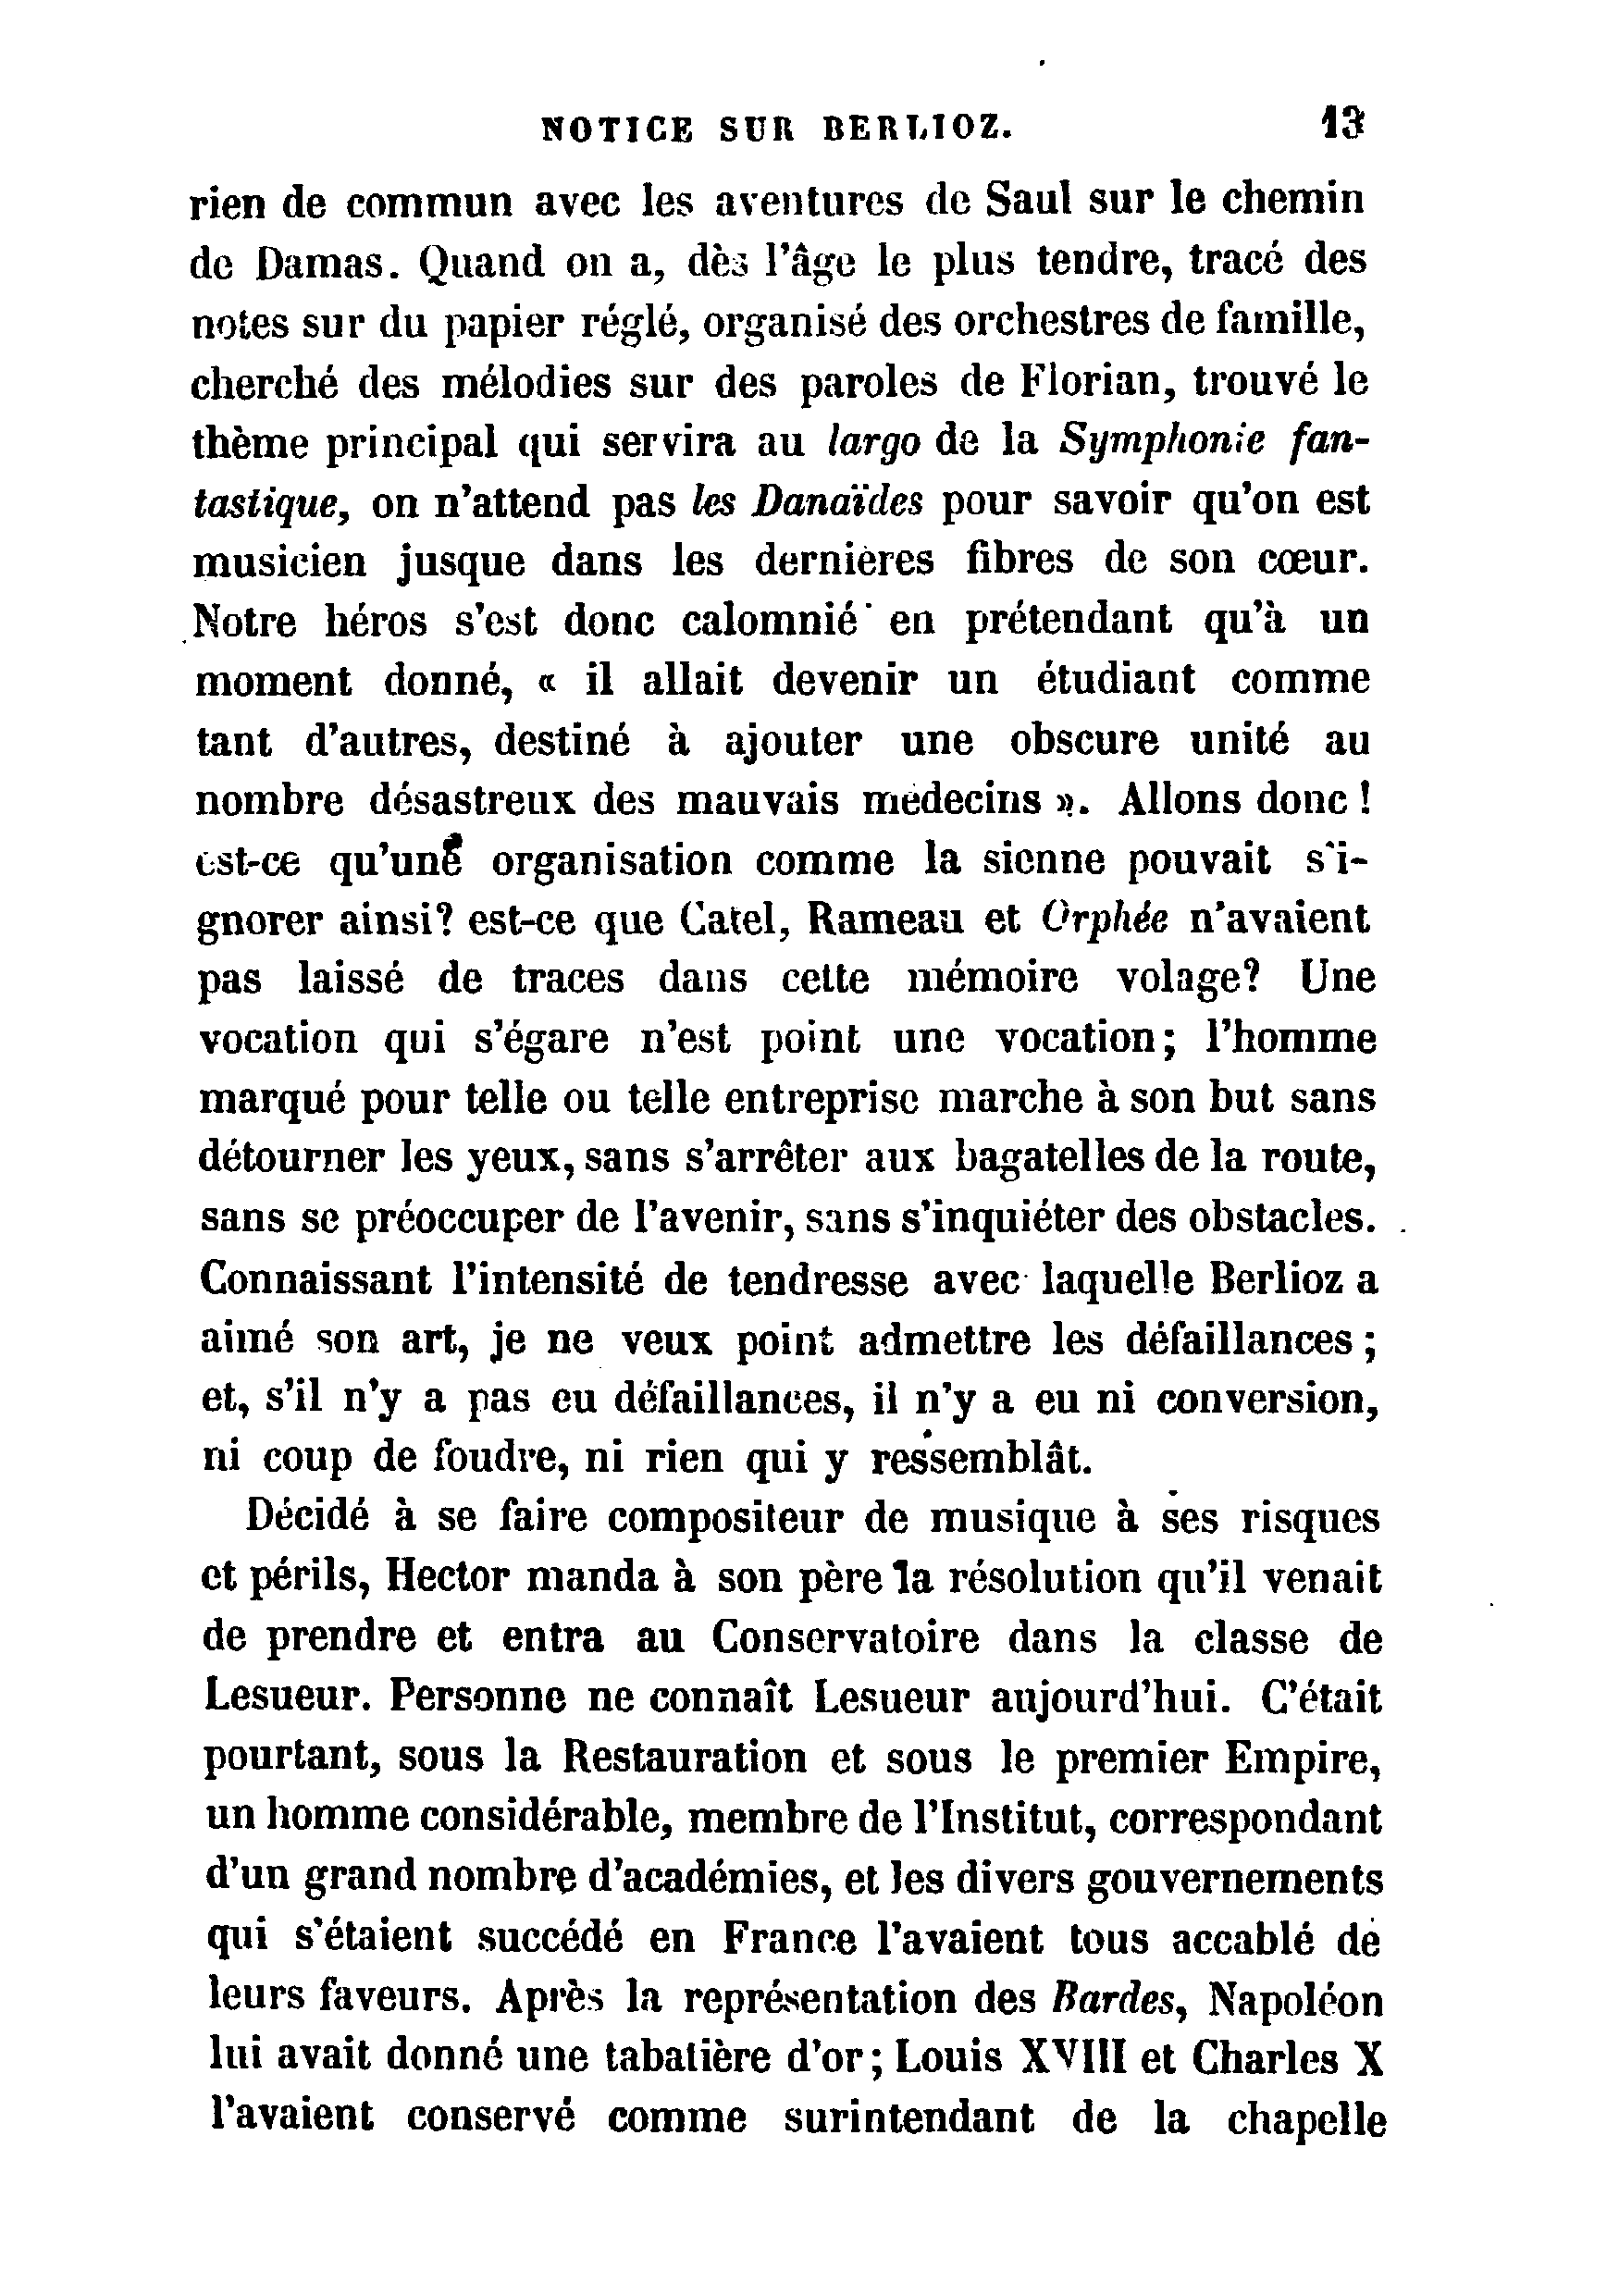 NOTICE SUR BERLIOZ. 13
rien de commun avec les aventures de Saul sur le chemin
de Damas. Quand on a, dès l'âge le plus tendre, tracé des
notes sur du papier réglé, organisé des orchestres de famille,
cherché des mélodies sur des paroles de Florian, trouvé le
thème principal qui servira au largo de la Symphonie fan-
tastique, on n'attend pas les Danaïdes pour savoir qu'on est
musicien jusque dans les dernières fibres de son cœur.
Notre héros s'est donc calomnié en prétendant qu'à un
moment donné, « il allait devenir un étudiant comme
tant d'autres, destiné à ajouter une obscure unité au
nombre désastreux des mauvais médecins ». Allons donc !
est-ce qu'une organisation comme la sienne pouvait s'i-
gnorer ainsi? est-ce que Catel, Rameau et Orphée n'avaient
pas laissé de traces dans cette mémoire volage? Une
vocation qui s'égare n'est point une vocation; l'homme
marqué pour telle ou telle entreprise marche à son but sans
détourner les yeux, sans s'arrêter aux bagatelles de la route,
sans se préoccuper de l'avenir, sans s'inquiéter des obstacles.
Connaissant l'intensité de tendresse avec laquelle Berlioz a
aimé son art, je ne veux point admettre les défaillances ;
et, s'il n'y a pas eu défaillances, il n'y a eu ni conversion,
ni coup de foudre, ni rien qui y ressemblât.
Décidé à se faire compositeur de musique à ses risques
et périls, Hector manda à son père la résolution qu'il venait
de prendre et entra au Conservatoire dans la classe de
Lesueur. Personne ne connaît Lesueur aujourd'hui. C'était
pourtant, sous la Restauration et sous le premier Empire,
un homme considérable, membre de l'Institut, correspondant
d'un grand nombre d'académies, et les divers gouvernements
qui s'étaient succédé en France l'avaient tous accablé de
leurs faveurs. Après la représentation des Bardes, Napoléon
lui avait donné une tabatière d'or; Louis XVIII et Charles X
l'avaient conservé comme surintendant de la chapelle